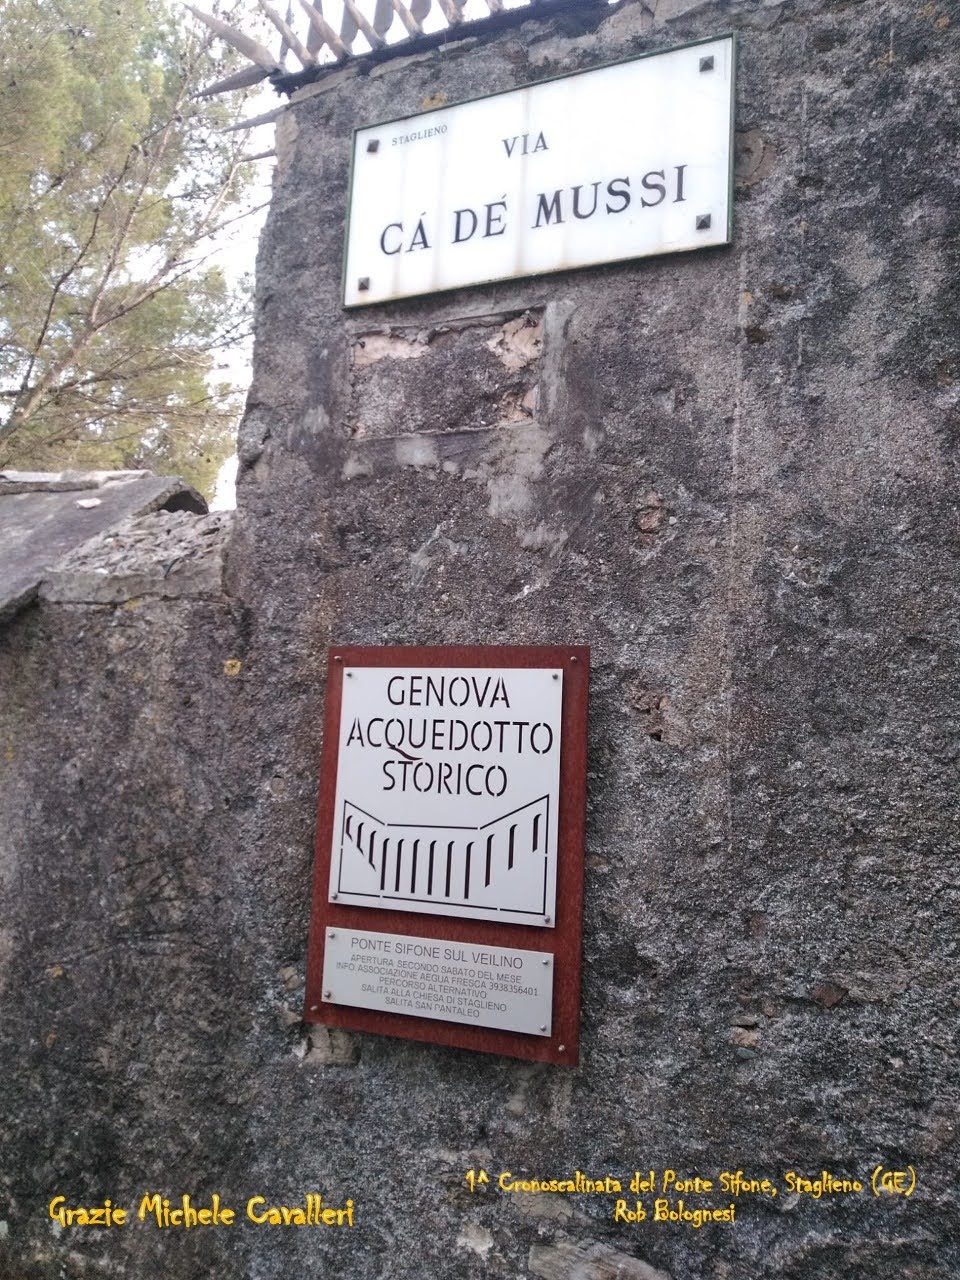 STAGLIENO
VIA
CÁ DÉ MUSSI
GENOVA
ACQUEDOTTO
STORICO
PONTE SIFONE SUL VEILINO
APERTURA SECONDO SABATO DEL MESE
INFO ASSOCIAZIONE AEGUA FRESCA 3938356401
PERCORSO ALTERNATIVO
SALITA ALLA CHIESA DI STAGLIENO
SALITA SAN PANTALEO
1^ Cronoscalinata del Ponte Sifone, Staglieno (GE)
Rob Bolognesi
Grazie Michele Cavalleri